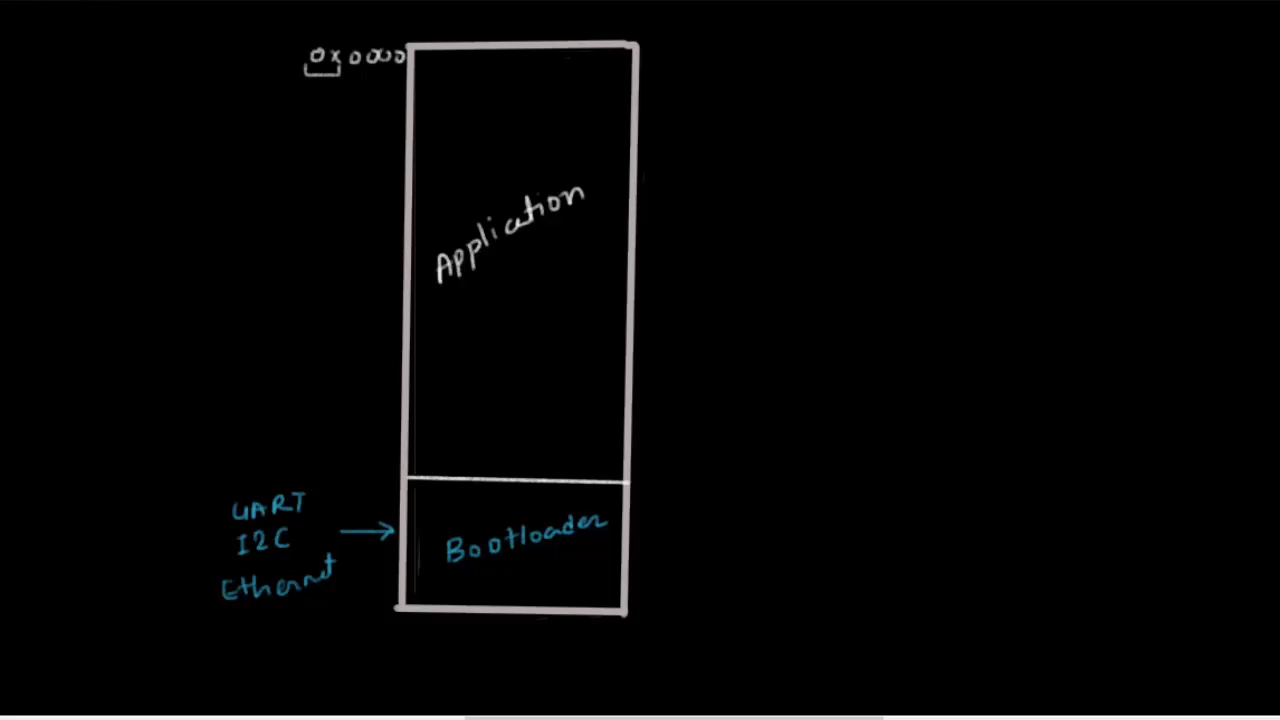 0x0000
Application
UART
I2C
Bootloader
Ethernet